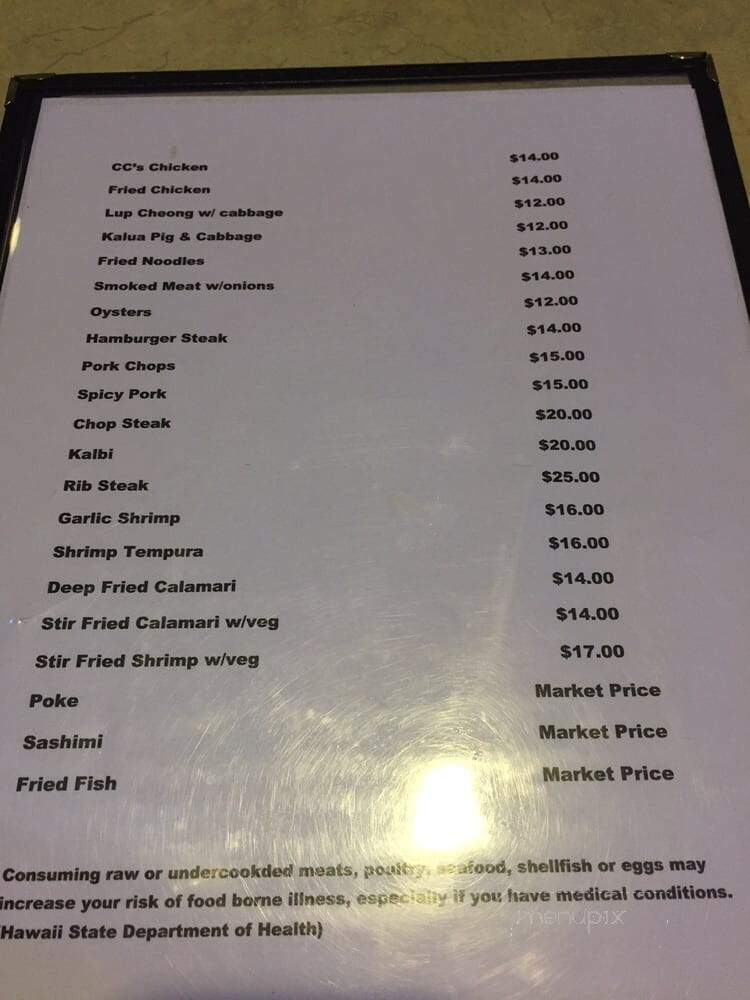 CC's Chicken $14.00
Fried Chicken $14.00
Lup Cheong w/ cabbage $12.00
Kalua Pig & Cabbage $12.00
Fried Noodles $13.00
Smoked Meat w/onions $14.00
Oysters $12.00
Hamburger Steak $14.00
Pork Chops $15.00
Spicy Pork $15.00
Chop Steak $20.00
Kalbi $20.00
Rib Steak $25.00
Garlic Shrimp $16.00
Shrimp Tempura $16.00
Deep Fried Calamari $14.00
Stir Fried Calamari w/veg $14.00
Stir Fried Shrimp w/veg $17.00
Poke Market Price
Sashimi Market Price
Fried Fish Market Price
Consuming raw or undercookded meats, poultry, seafood, shellfish or eggs may
increase your risk of food borne illness, especially if you have medical conditions.
Hawaii State Department of Health)
menupix